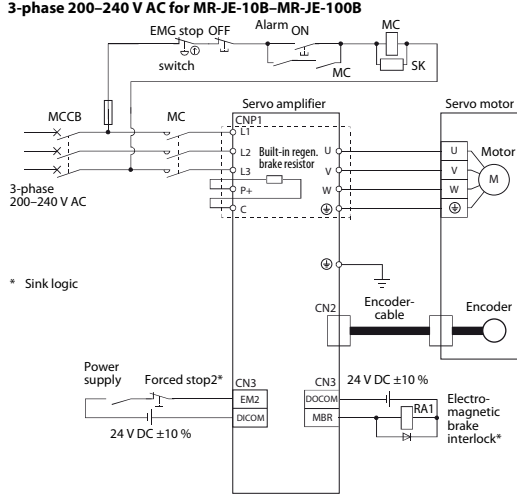 3-phase 200–240 V AC for MR-JE-10B–MR-JE-100B
EMG stop OFF
switch
Alarm ON
MC
MC
SK
MCCB
MC
3-phase
200–240 V AC
Servo amplifier
CNP1
L1
L2
L3
P+
C
Built-in regen.
brake resistor
U
V
W
Servo motor
U
V
W
Motor
M
* Sink logic
CN2
Encoder-
cable
Encoder
Power
supply
Forced stop2*
24 V DC ±10 %
CN3
EM2
DICOM
CN3
DOCOM
MBR
24 V DC ±10 %
RA1
Electro-
magnetic
brake
interlock*